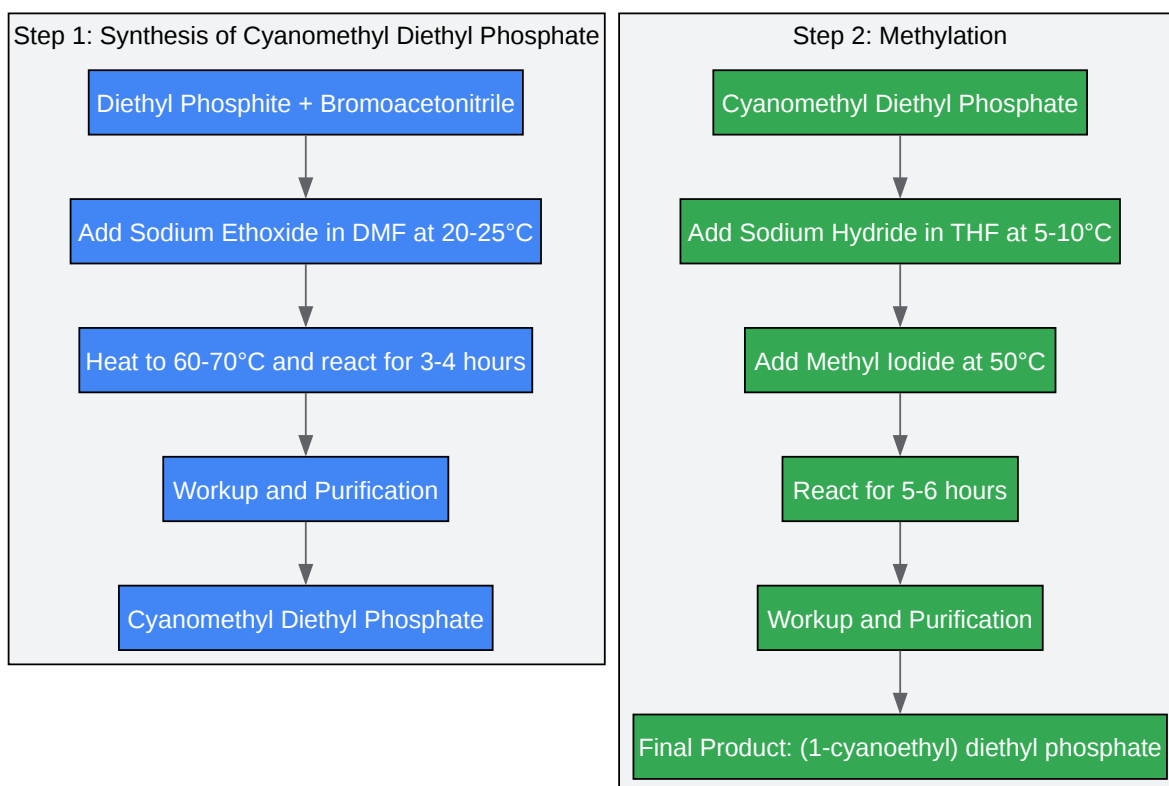 Step 1: Synthesis of Cyanomethyl Diethyl Phosphate
Diethyl Phosphite + Bromoacetonitrile
Add Sodium Ethoxide in DMF at 20-25°C
Heat to 60-70°C and react for 3-4 hours
Workup and Purification
Cyanomethyl Diethyl Phosphate
Step 2: Methylation
Cyanomethyl Diethyl Phosphate
Add Sodium Hydride in THF at 5-10°C
Add Methyl Iodide at 50°C
React for 5-6 hours
Workup and Purification
Final Product: (1-cyanoethyl) diethyl phosphate